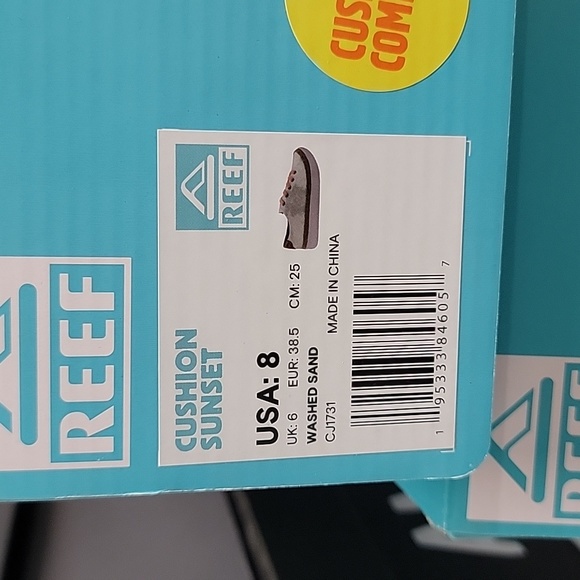 REEF
CUSHION
SUNSET
USA: 8
UK: 6 EUR: 38.5 CM: 25
WASHED SAND
CJ1731 MADE IN CHINA
1 95333 84605 7
REEF
REEF